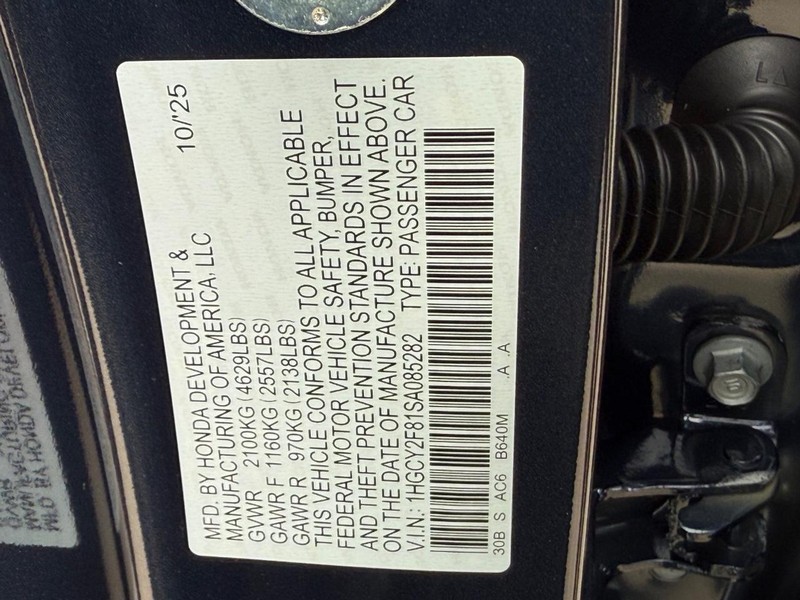 MFD. BY HONDA DEVELOPMENT & 10/'25
MANUFACTURING OF AMERICA, LLC
GVWR 2100KG (4629LBS)
GAWR F 1160KG (2557LBS)
GAWR R 970KG (2138LBS)
THIS VEHICLE CONFORMS TO ALL APPLICABLE
FEDERAL MOTOR VEHICLE SAFETY, BUMPER,
AND THEFT PREVENTION STANDARDS IN EFFECT
ON THE DATE OF MANUFACTURE SHOWN ABOVE.
V.I.N.: 1HGCY2F81SA085282 TYPE: PASSENGER CAR
30B S AC6 B640M .A .A
LA